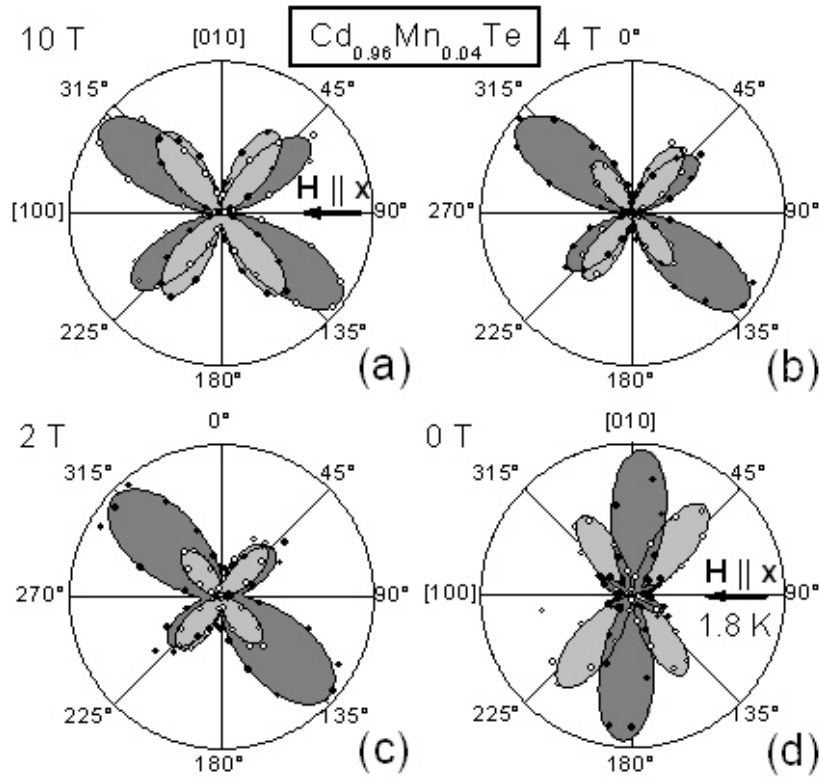 10 T
[010]
Cd0.96Mn0.04Te
4 T
0°
315°
45°
315°
45°
H || x
[100]
90°
270°
90°
225°
135°
225°
135°
180°
(a)
180°
(b)
2 T
0°
0 T
[010]
315°
45°
315°
45°
H || x
270°
90°
[100]
90°
1.8 K
225°
135°
225°
135°
180°
(c)
180°
(d)